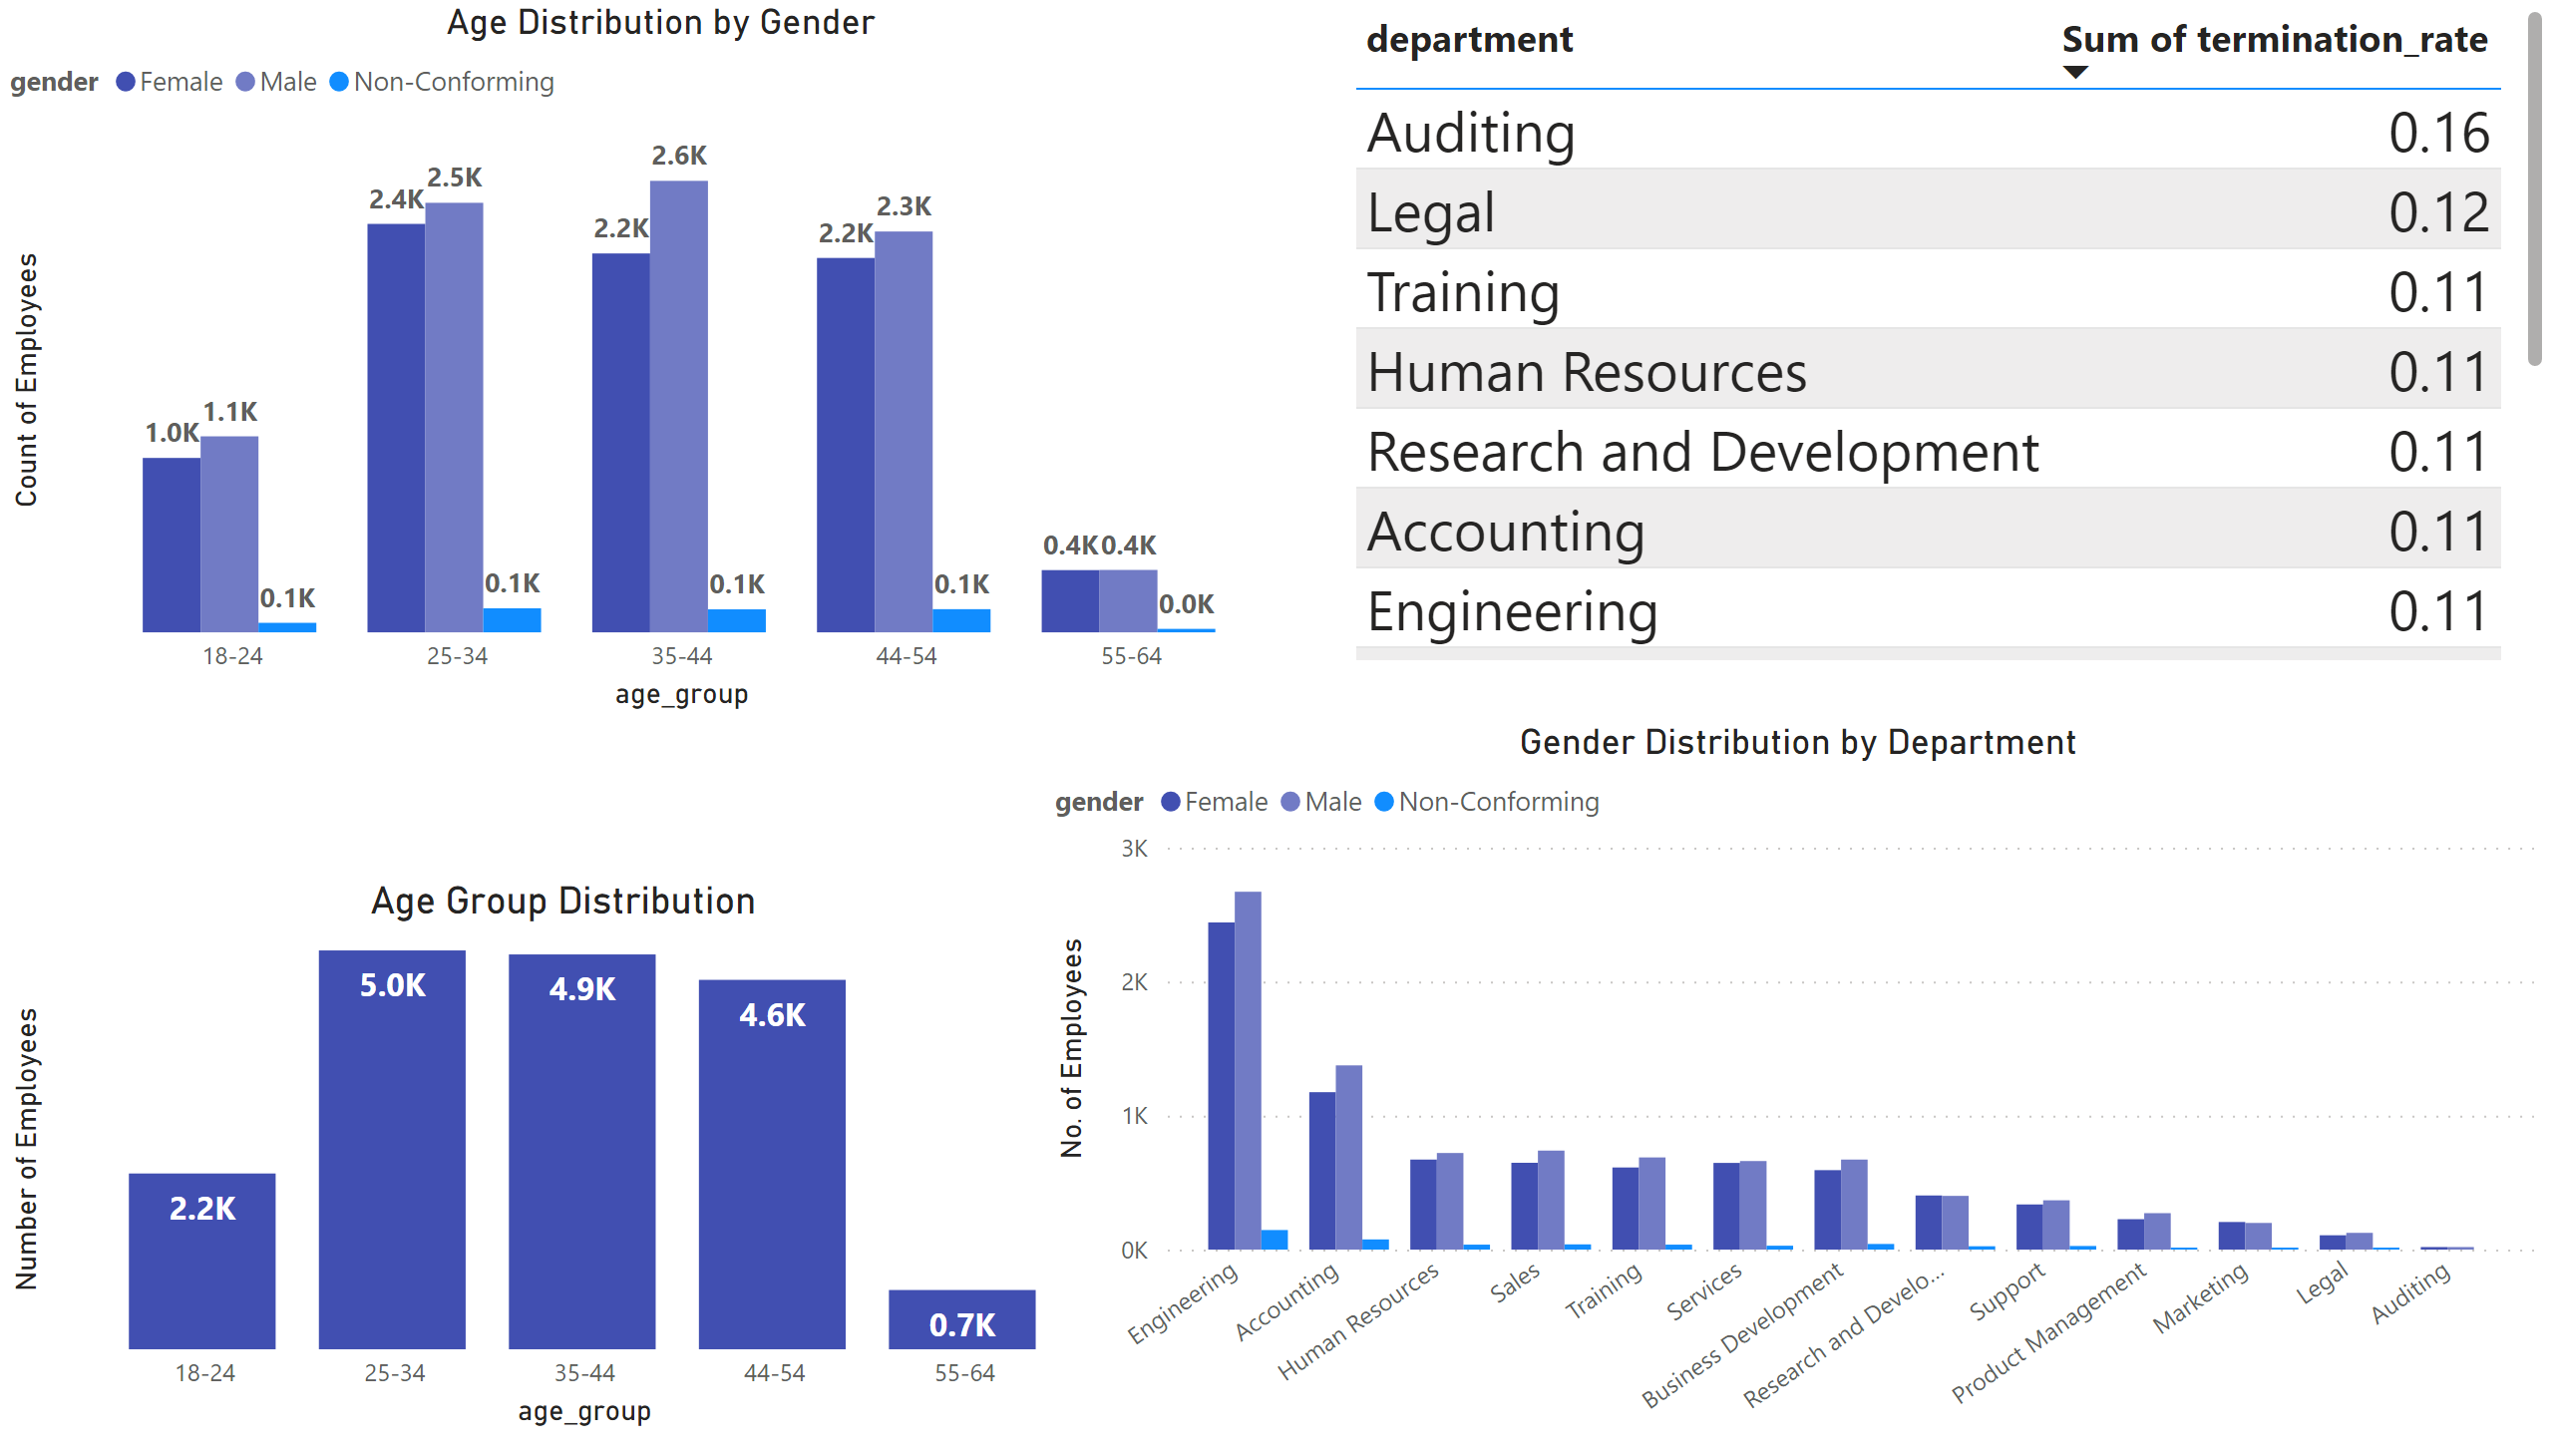 Age Distribution by Gender
gender Female Male Non-Conforming
Count of Employees
1.0K 1.1K 0.1K
2.4K 2.5K 0.1K
2.2K 2.6K 0.1K
2.2K 2.3K 0.1K
0.4K 0.4K 0.0K
18-24 25-34 35-44 44-54 55-64
age_group
department Sum of termination_rate
Auditing 0.16
Legal 0.12
Training 0.11
Human Resources 0.11
Research and Development 0.11
Accounting 0.11
Engineering 0.11
Age Group Distribution
Number of Employees
2.2K 5.0K 4.9K 4.6K 0.7K
18-24 25-34 35-44 44-54 55-64
age_group
Gender Distribution by Department
gender Female Male Non-Conforming
No. of Employees
3K
2K
1K
0K
Engineering
Accounting
Human Resources
Sales
Training
Services
Business Development
Research and Develo...
Support
Product Management
Marketing
Legal
Auditing